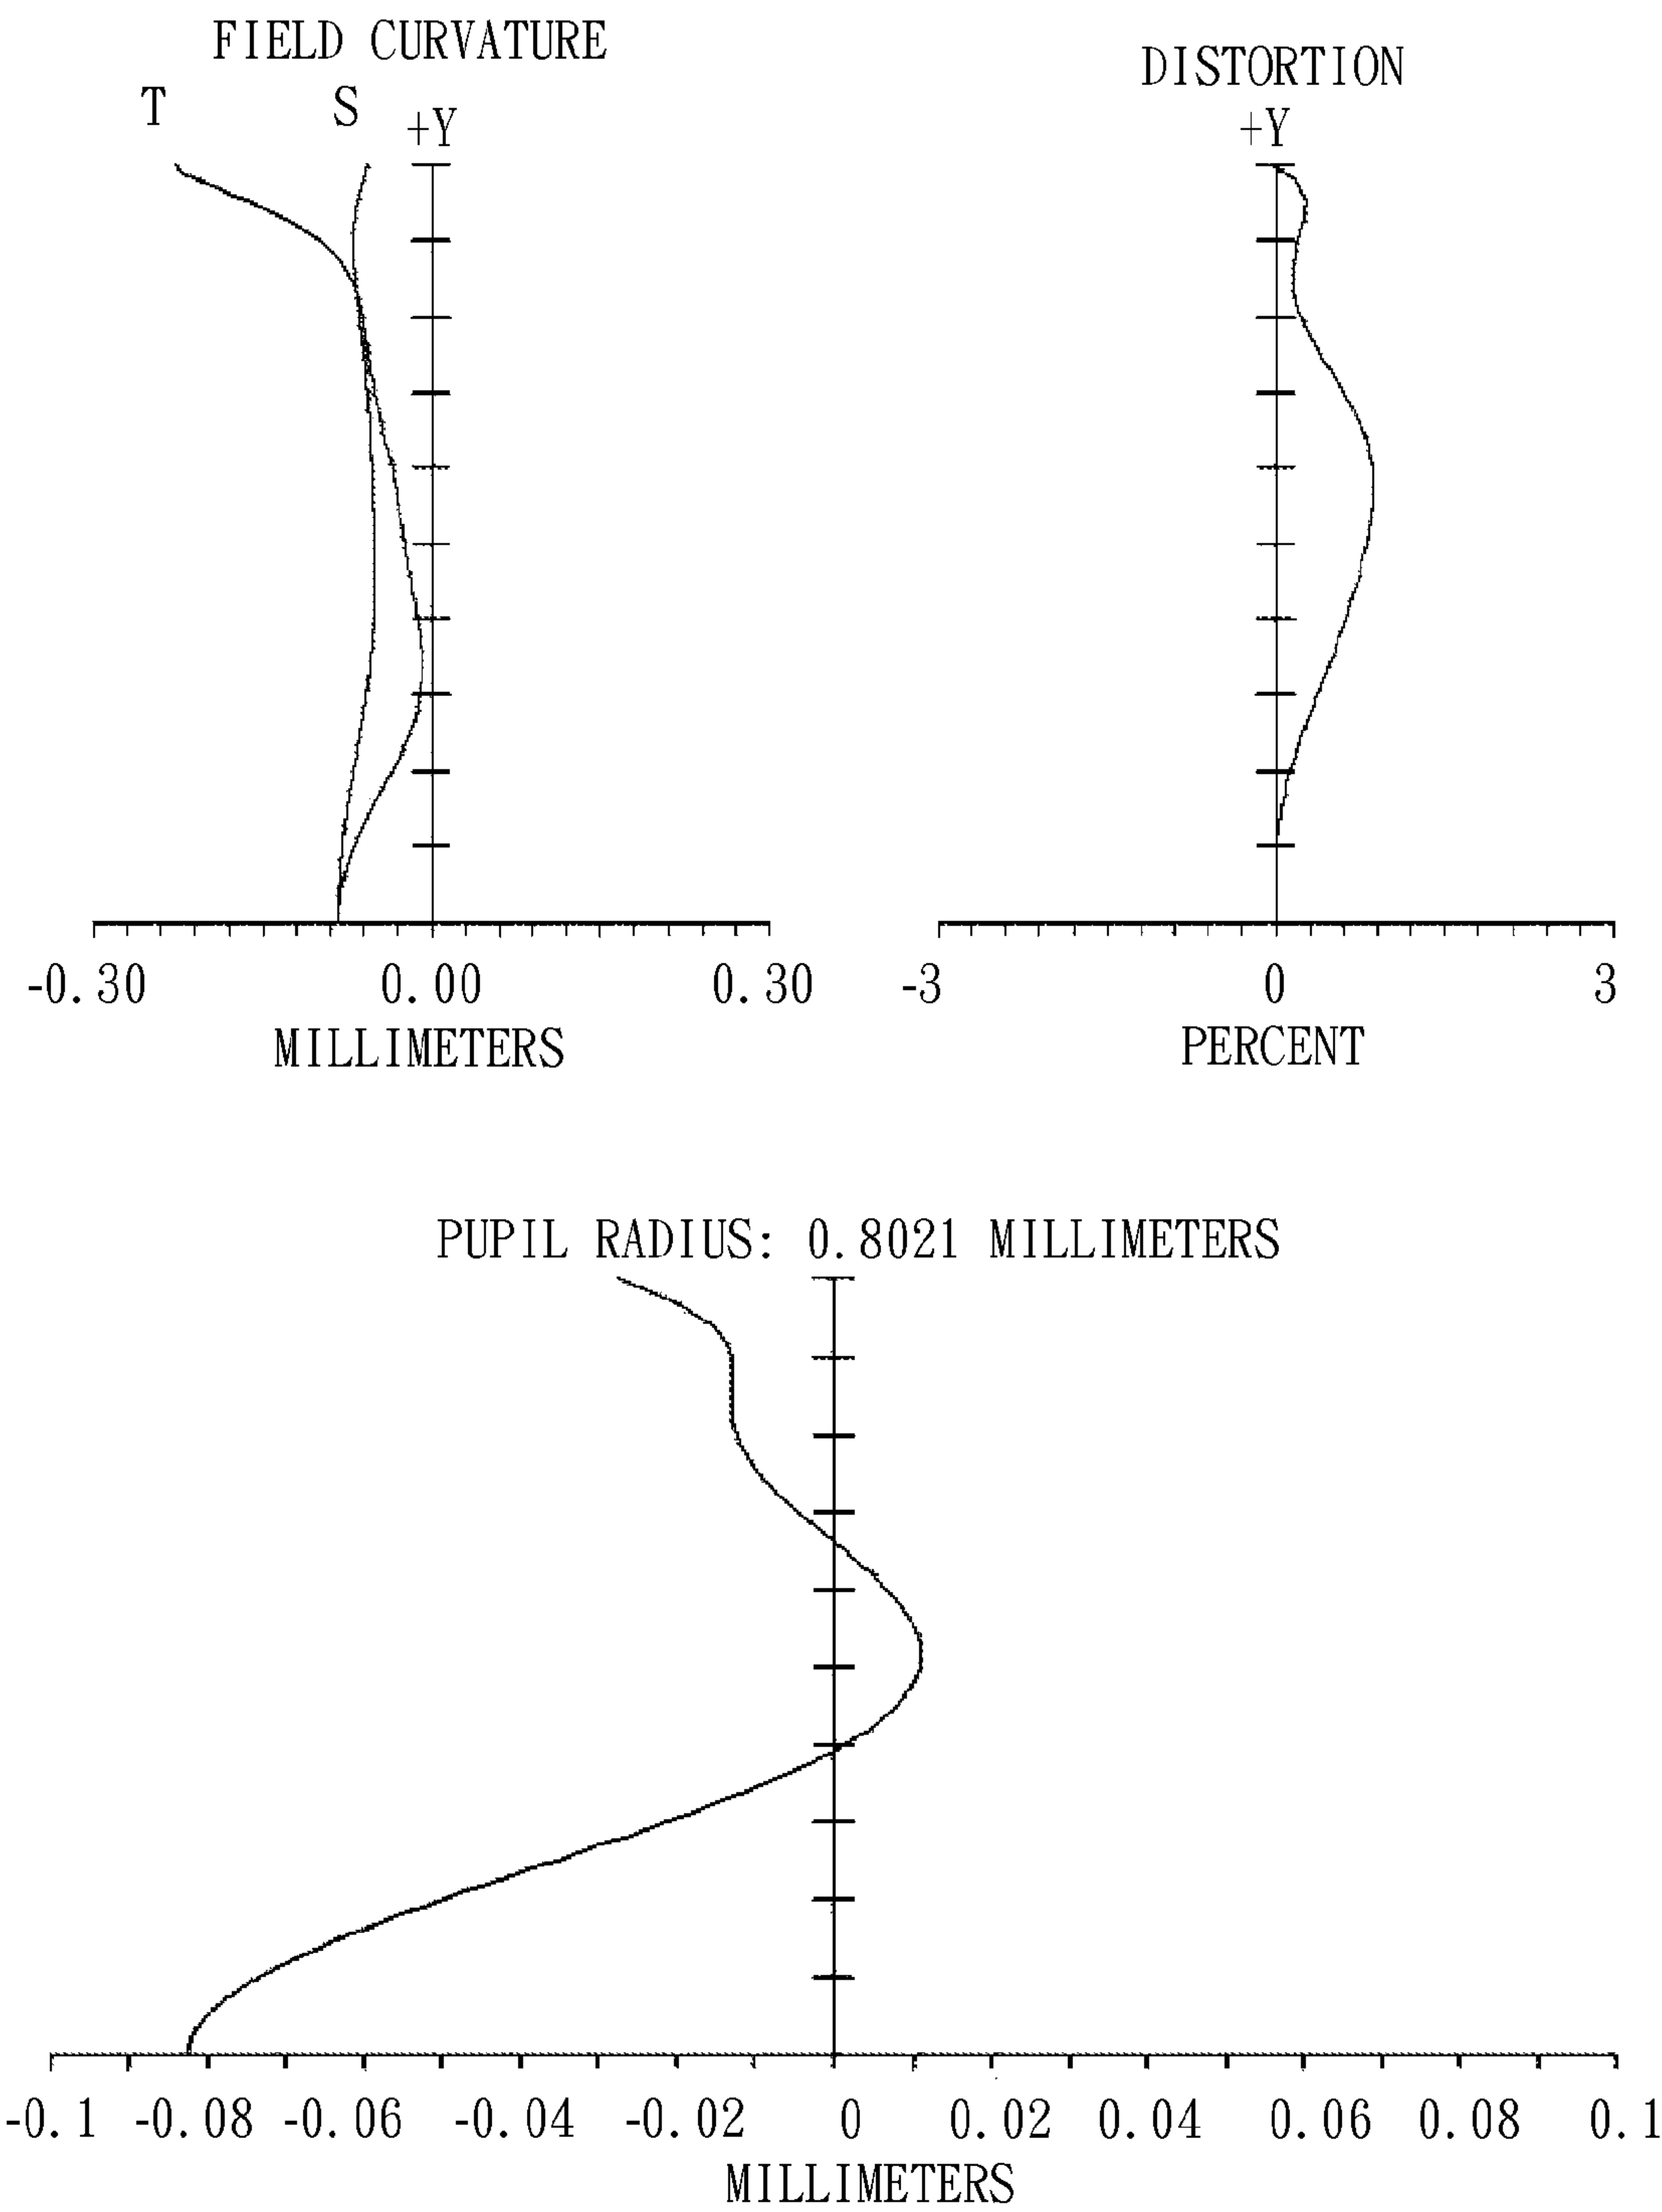 FIELD CURVATURE
T S +Y
-0.30 0.00 0.30
MILLIMETERS
DISTORTION
+Y
-3 0 3
PERCENT
PUPIL RADIUS: 0.8021 MILLIMETERS
-0.1 -0.08 -0.06 -0.04 -0.02 0 0.02 0.04 0.06 0.08 0.1
MILLIMETERS